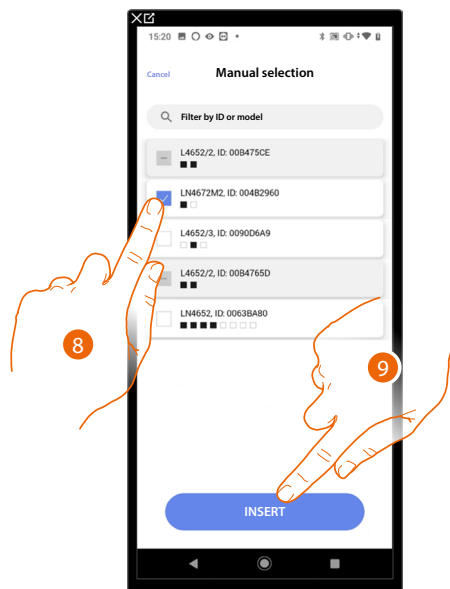 15:20
Cancel
Manual selection
Filter by ID or model
L4652/2, ID: 00B475CE
LN4672M2, ID: 004B2960
L4652/3, ID: 0090D6A9
L4652/2, ID: 00B4765D
LN4652, ID: 0063BA80
8
9
INSERT